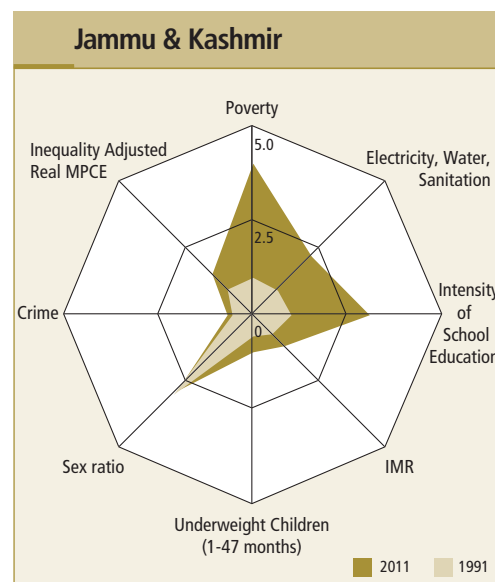 Jammu & Kashmir
Poverty
5.0
Inequality Adjusted
Real MPCE
Electricity, Water,
Sanitation
2.5
Intensity
of
School
Education
Crime
0
Sex ratio
IMR
Underweight Children
(1-47 months)
2011
1991